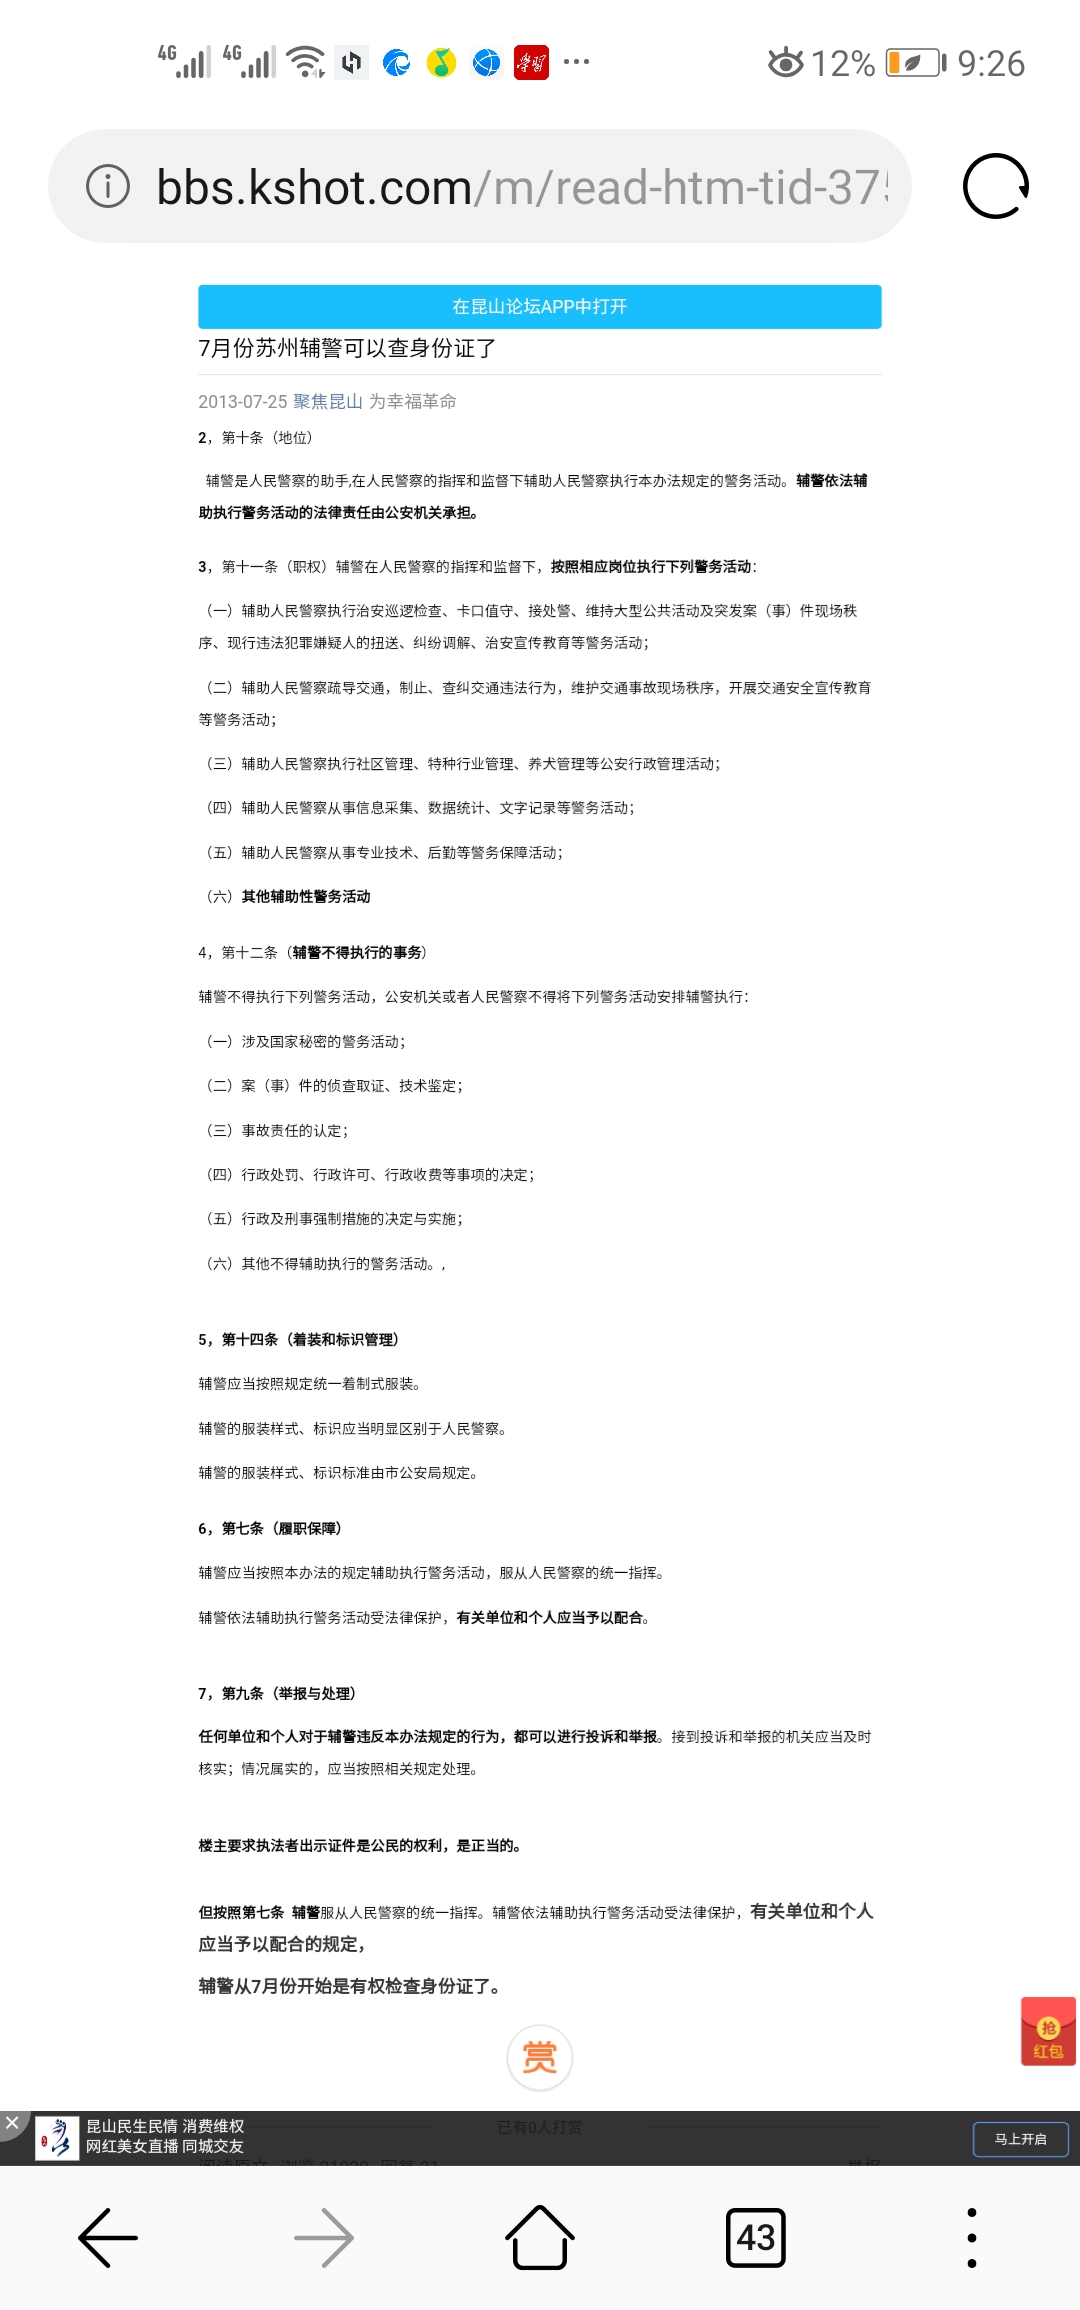 4G 4G 学習 ··· 12% 9:26
bbs.kshot.com/m/read-htm-tid-375
在昆山论坛APP中打开
7月份苏州辅警可以查身份证了
2013-07-25 聚焦昆山 为幸福革命
2，第十条（地位）
辅警是人民警察的助手,在人民警察的指挥和监督下辅助人民警察执行本办法规定的警务活动。辅警依法辅
助执行警务活动的法律责任由公安机关承担。
3，第十一条（职权）辅警在人民警察的指挥和监督下，按照相应岗位执行下列警务活动：
（一）辅助人民警察执行治安巡逻检查、卡口值守、接处警、维持大型公共活动及突发案（事）件现场秩
序、现行违法犯罪嫌疑人的扭送、纠纷调解、治安宣传教育等警务活动；
（二）辅助人民警察疏导交通，制止、查纠交通违法行为，维护交通事故现场秩序，开展交通安全宣传教育
等警务活动；
（三）辅助人民警察执行社区管理、特种行业管理、养犬管理等公安行政管理活动；
（四）辅助人民警察从事信息采集、数据统计、文字记录等警务活动；
（五）辅助人民警察从事专业技术、后勤等警务保障活动；
（六）其他辅助性警务活动
4，第十二条（辅警不得执行的事务）
辅警不得执行下列警务活动，公安机关或者人民警察不得将下列警务活动安排辅警执行：
（一）涉及国家秘密的警务活动；
（二）案（事）件的侦查取证、技术鉴定；
（三）事故责任的认定；
（四）行政处罚、行政许可、行政收费等事项的决定；
（五）行政及刑事强制措施的决定与实施；
（六）其他不得辅助执行的警务活动。,
5，第十四条（着装和标识管理）
辅警应当按照规定统一着制式服装。
辅警的服装样式、标识应当明显区别于人民警察。
辅警的服装样式、标识标准由市公安局规定。
6，第七条（履职保障）
辅警应当按照本办法的规定辅助执行警务活动，服从人民警察的统一指挥。
辅警依法辅助执行警务活动受法律保护，有关单位和个人应当予以配合。
7，第九条（举报与处理）
任何单位和个人对于辅警违反本办法规定的行为，都可以进行投诉和举报。接到投诉和举报的机关应当及时
核实；情况属实的，应当按照相关规定处理。
楼主要求执法者出示证件是公民的权利，是正当的。
但按照第七条 辅警服从人民警察的统一指挥。辅警依法辅助执行警务活动受法律保护，有关单位和个人
应当予以配合的规定，
辅警从7月份开始是有权检查身份证了。
抢
红包
赏
已有0人打赏
昆山民生民情 消费维权
网红美女直播 同城交友
马上开启
43